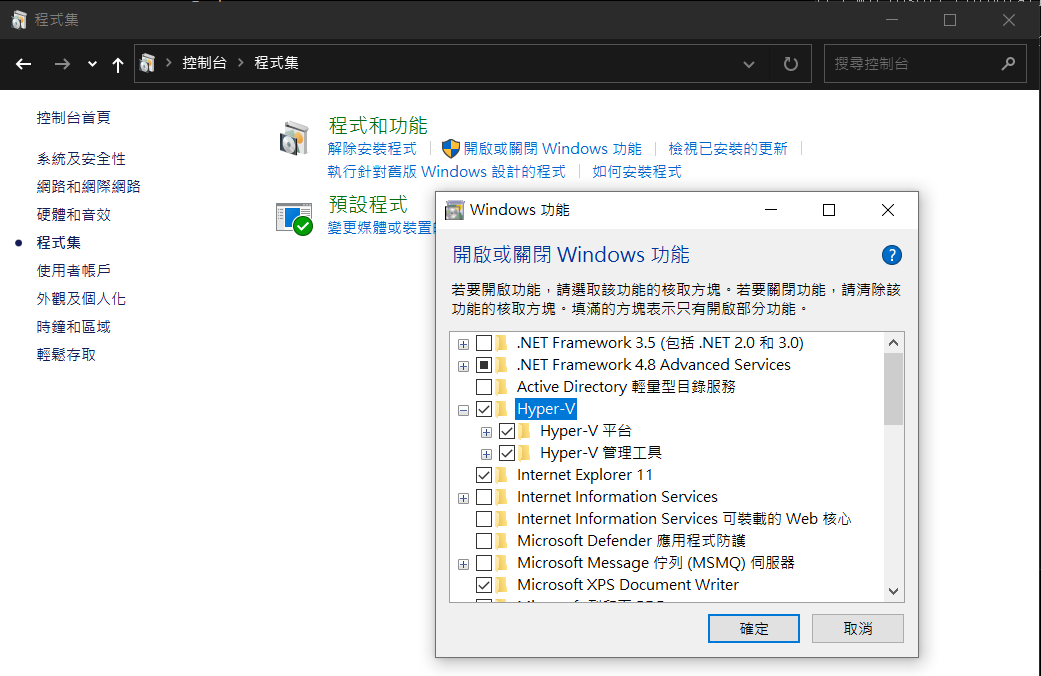 程式集
控制台 程式集
搜尋控制台
控制台首頁
系統及安全性
網路和網際網路
硬體和音效
程式集
使用者帳戶
外觀及個人化
時鐘和區域
輕鬆存取
程式和功能
解除安裝程式 開啟或關閉 Windows 功能 檢視已安裝的更新
執行針對舊版 Windows 設計的程式 如何安裝程式
預設程式
變更媒體或裝置
Windows 功能
開啟或關閉 Windows 功能
?
若要開啟功能，請選取該功能的核取方塊。若要關閉功能，請清除該
功能的核取方塊。填滿的方塊表示只有開啟部分功能。
.NET Framework 3.5 (包括 .NET 2.0 和 3.0)
.NET Framework 4.8 Advanced Services
Active Directory 輕量型目錄服務
Hyper-V
Hyper-V 平台
Hyper-V 管理工具
Internet Explorer 11
Internet Information Services
Internet Information Services 可裝載的 Web 核心
Microsoft Defender 應用程式防護
Microsoft Message 佇列 (MSMQ) 伺服器
Microsoft XPS Document Writer
確定 取消